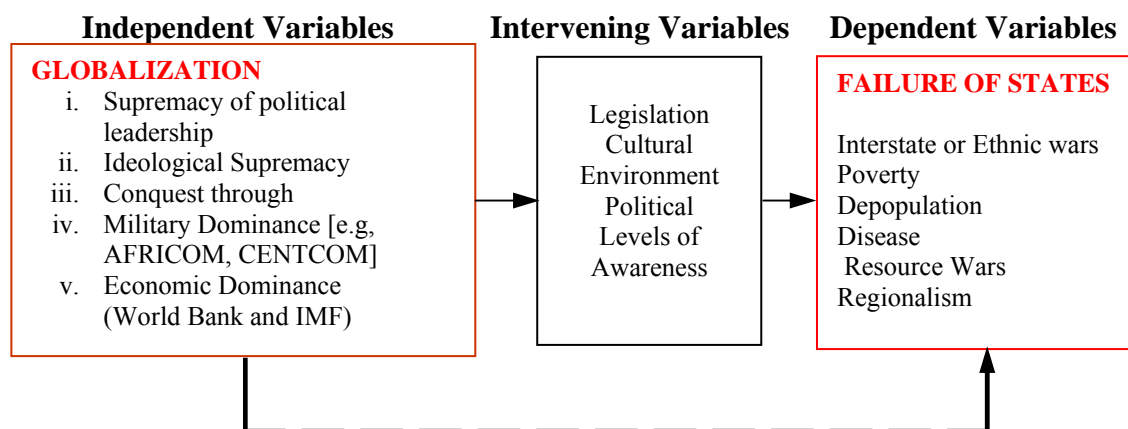 Independent Variables
GLOBALIZATION
i. Supremacy of political
leadership
ii. Ideological Supremacy
iii. Conquest through
iv. Military Dominance [e.g,
AFRICOM, CENTCOM]
v. Economic Dominance
(World Bank and IMF)
Intervening Variables
Legislation
Cultural
Environment
Political
Levels of
Awareness
Dependent Variables
FAILURE OF STATES
Interstate or Ethnic wars
Poverty
Depopulation
Disease
Resource Wars
Regionalism